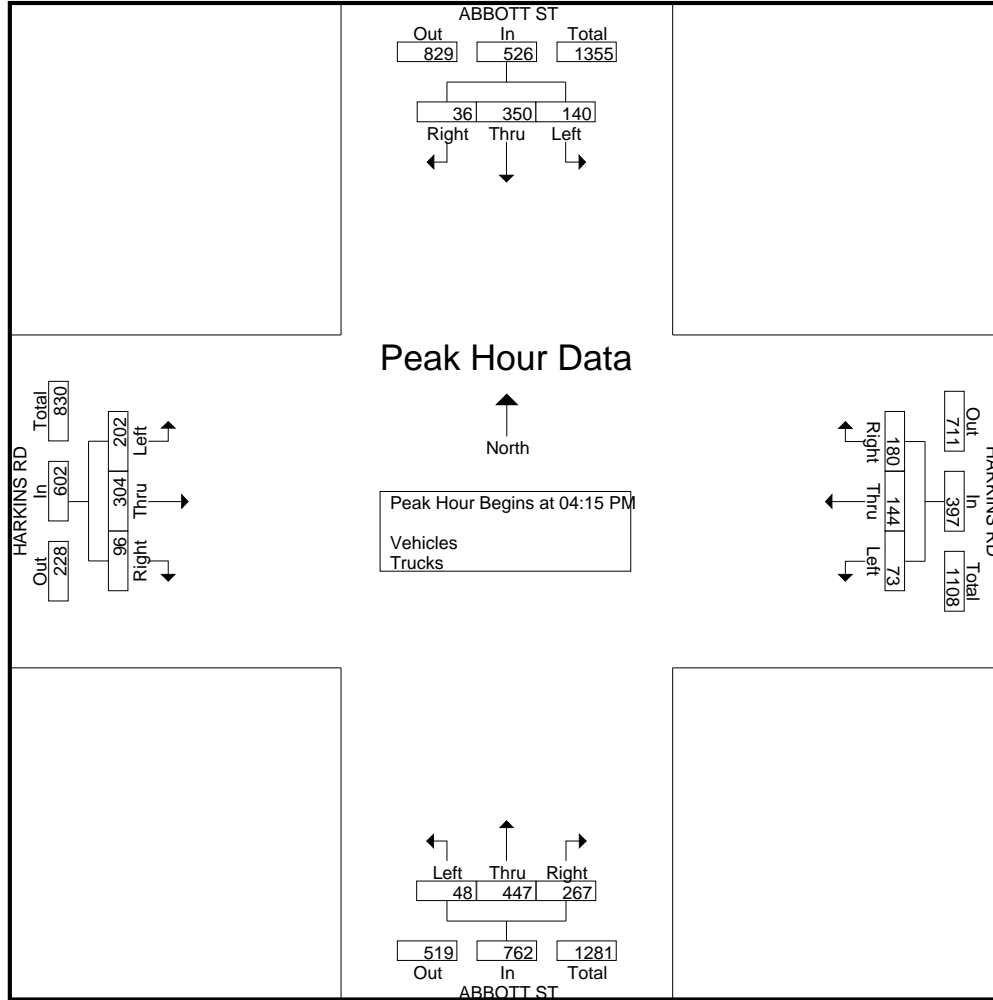 ABBOTT ST
Out In Total
829 526 1355
36 350 140
Right Thru Left
Peak Hour Data
North
Peak Hour Begins at 04:15 PM
Vehicles
Trucks
HARKINS RD
Total In Out
830 602 228
202 304 96
Left Thru Right
Right Thru Left
180 144 73
Out In Total
711 397 1108
HARKINS RD
Left Thru Right
48 447 267
519 762 1281
Out In Total
ABBOTT ST